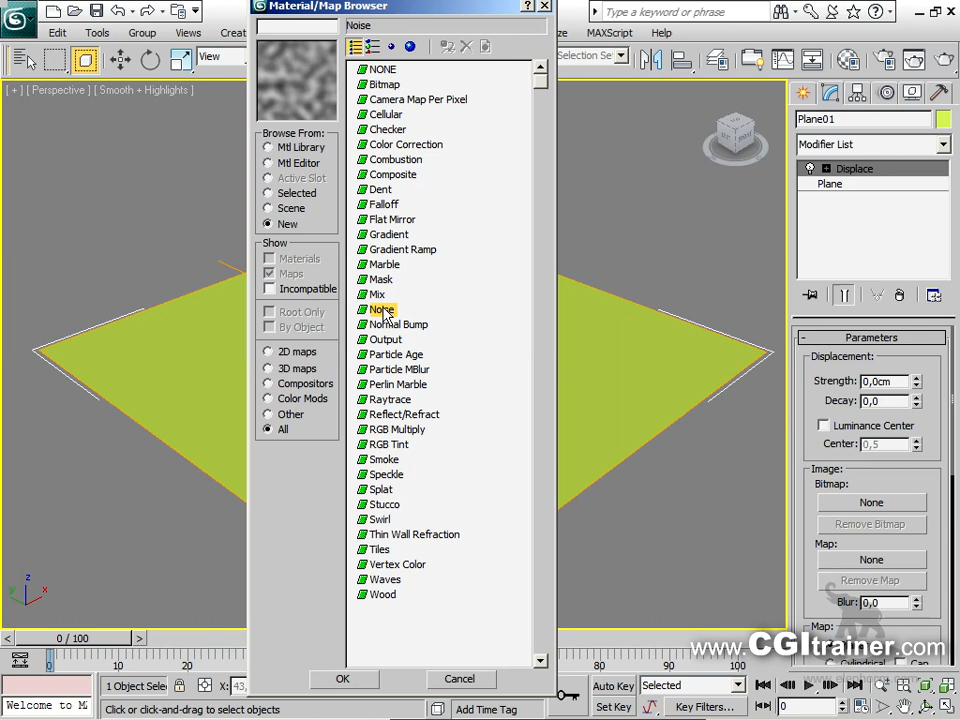 Material/Map Browser
?
Noise
Type a keyword or phrase
Edit
Tools
Group
Views
Creat
MAXScript
Help
View
Selection Se
[ + ] [ Perspective ] [ Smooth + Highlights ]
Browse From:
Mtl Library
Mtl Editor
Active Slot
Selected
Scene
New
Show
Materials
Maps
Incompatible
Root Only
By Object
2D maps
3D maps
Compositors
Color Mods
Other
All
NONE
Bitmap
Camera Map Per Pixel
Cellular
Checker
Color Correction
Combustion
Composite
Dent
Falloff
Flat Mirror
Gradient
Gradient Ramp
Marble
Mask
Mix
Noise
Normal Bump
Output
Particle Age
Particle MBlur
Perlin Marble
Raytrace
Reflect/Refract
RGB Multiply
RGB Tint
Smoke
Speckle
Splat
Stucco
Swirl
Thin Wall Refraction
Tiles
Vertex Color
Waves
Wood
OK
Cancel
Plane01
Modifier List
Displace
Plane
Parameters
Displacement:
Strength: 0,0cm
Decay: 0,0
Luminance Center
Center: 0,5
Image:
Bitmap:
None
Remove Bitmap
Map:
None
Remove Map
Blur: 0,0
Map:
www.CGItrainer.com
z
x
y
0 / 100
0
10
20
80
90
100
1 Object Selec
X: 43,
Auto Key
Selected
Set Key
Key Filters...
0
Welcome to M
Click or click-and-drag to select objects
Add Time Tag